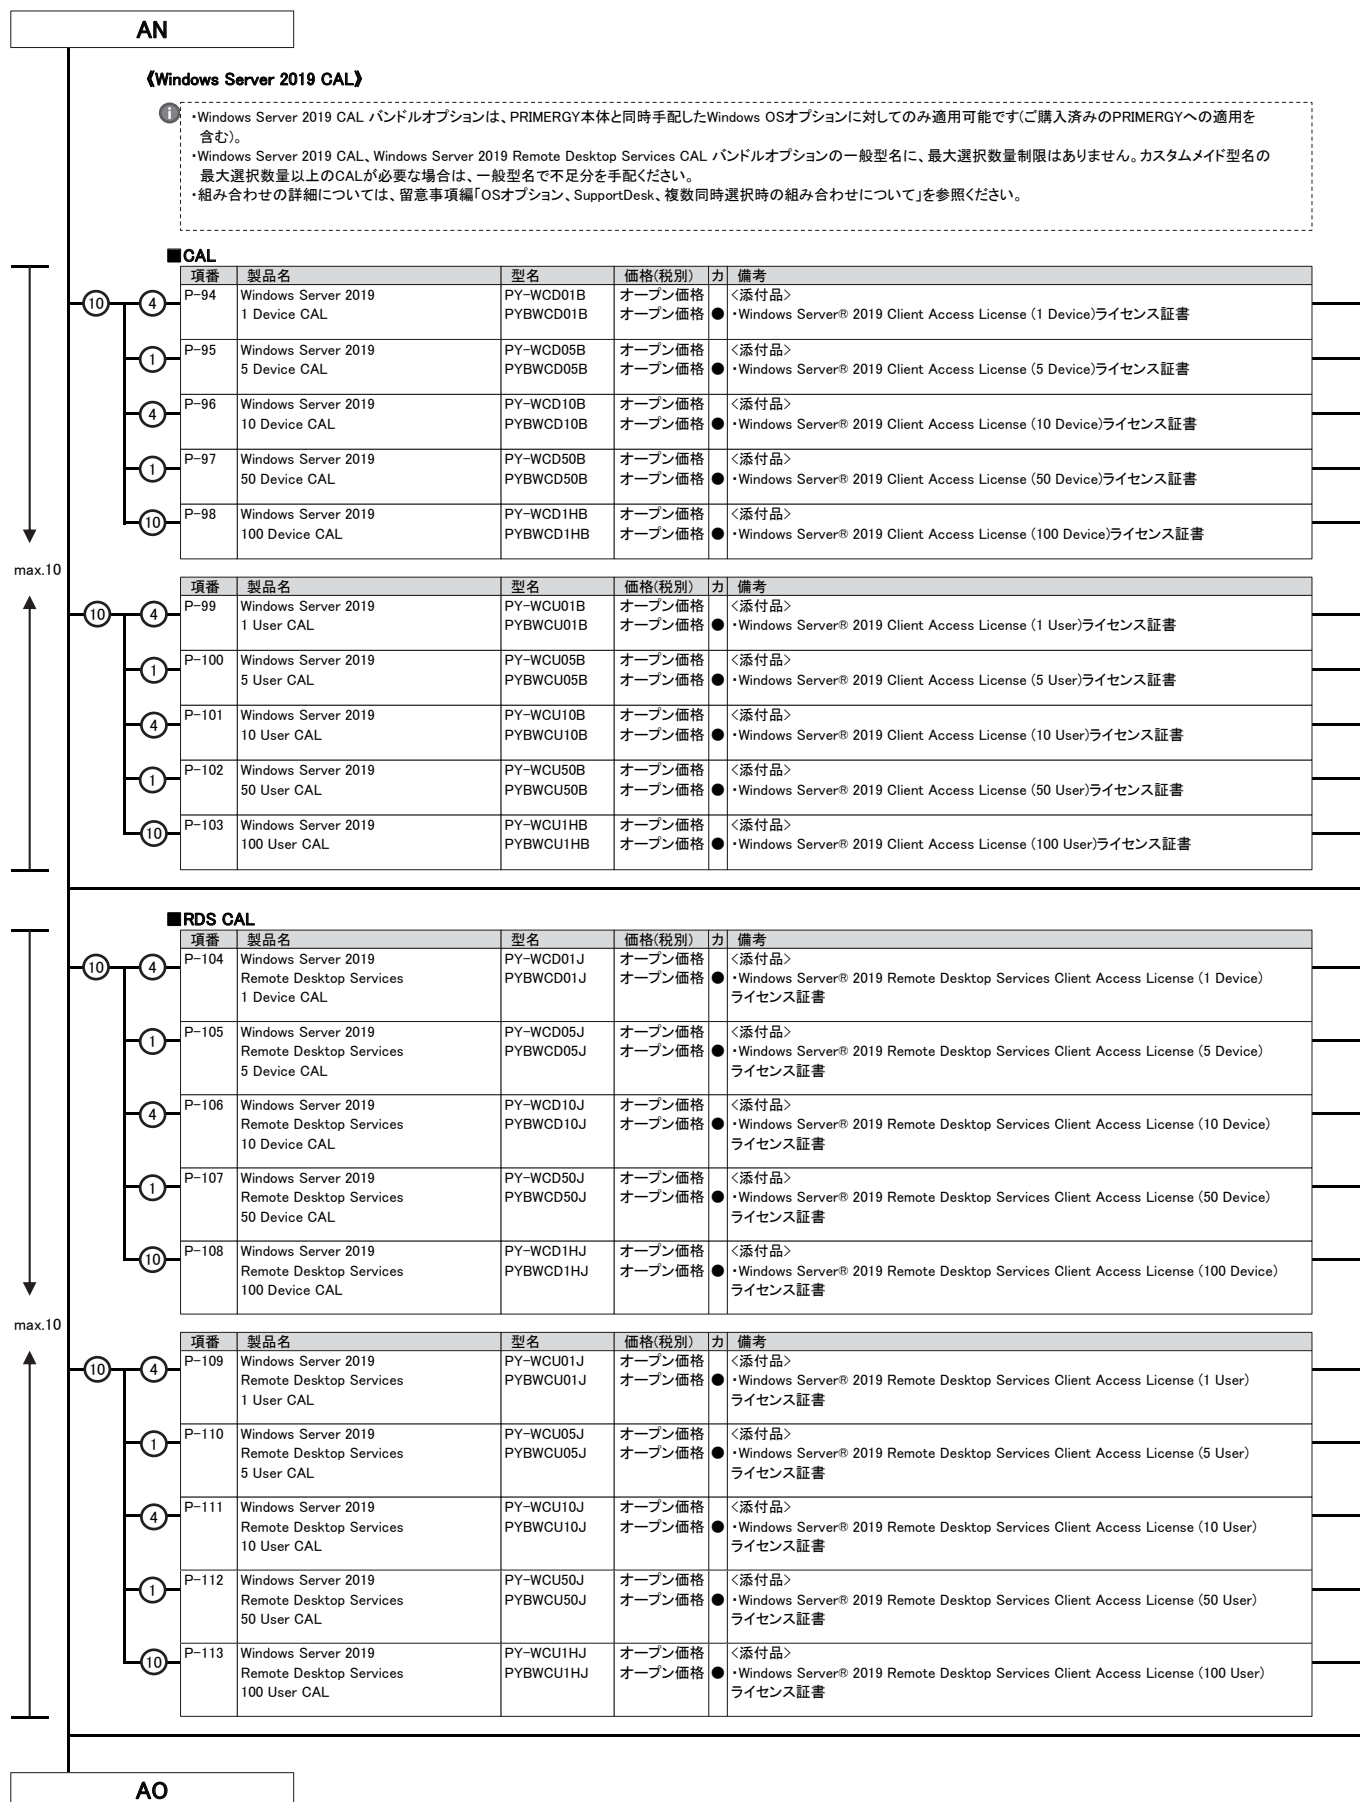 AN
《Windows Server 2019 CAL》
・Windows Server 2019 CAL バンドルオプションは、PRIMERGY本体と同時手配したWindows OSオプションに対してのみ適用可能です(ご購入済みのPRIMERGYへの適用を
含む)。
・Windows Server 2019 CAL、Windows Server 2019 Remote Desktop Services CAL バンドルオプションの一般型名に、最大選択数量制限はありません。カスタムメイド型名の
最大選択数量以上のCALが必要な場合は、一般型名で不足分を手配ください。
・組み合わせの詳細については、留意事項編「OSオプション、SupportDesk、複数同時選択時の組み合わせについて」を参照ください。
■CAL
項番 製品名 型名 価格(税別) カ 備考
10 4 P-94 Windows Server 2019 PY-WCD01B オープン価格 <添付品>
1 Device CAL PYBWCD01B オープン価格 ● ・Windows Server® 2019 Client Access License (1 Device)ライセンス証書
1 P-95 Windows Server 2019 PY-WCD05B オープン価格 <添付品>
5 Device CAL PYBWCD05B オープン価格 ● ・Windows Server® 2019 Client Access License (5 Device)ライセンス証書
4 P-96 Windows Server 2019 PY-WCD10B オープン価格 <添付品>
10 Device CAL PYBWCD10B オープン価格 ● ・Windows Server® 2019 Client Access License (10 Device)ライセンス証書
1 P-97 Windows Server 2019 PY-WCD50B オープン価格 <添付品>
50 Device CAL PYBWCD50B オープン価格 ● ・Windows Server® 2019 Client Access License (50 Device)ライセンス証書
10 P-98 Windows Server 2019 PY-WCD1HB オープン価格 <添付品>
100 Device CAL PYBWCD1HB オープン価格 ● ・Windows Server® 2019 Client Access License (100 Device)ライセンス証書
max.10
項番 製品名 型名 価格(税別) カ 備考
10 4 P-99 Windows Server 2019 PY-WCU01B オープン価格 <添付品>
1 User CAL PYBWCU01B オープン価格 ● ・Windows Server® 2019 Client Access License (1 User)ライセンス証書
1 P-100 Windows Server 2019 PY-WCU05B オープン価格 <添付品>
5 User CAL PYBWCU05B オープン価格 ● ・Windows Server® 2019 Client Access License (5 User)ライセンス証書
4 P-101 Windows Server 2019 PY-WCU10B オープン価格 <添付品>
10 User CAL PYBWCU10B オープン価格 ● ・Windows Server® 2019 Client Access License (10 User)ライセンス証書
1 P-102 Windows Server 2019 PY-WCU50B オープン価格 <添付品>
50 User CAL PYBWCU50B オープン価格 ● ・Windows Server® 2019 Client Access License (50 User)ライセンス証書
10 P-103 Windows Server 2019 PY-WCU1HB オープン価格 <添付品>
100 User CAL PYBWCU1HB オープン価格 ● ・Windows Server® 2019 Client Access License (100 User)ライセンス証書
■RDS CAL
項番 製品名 型名 価格(税別) カ 備考
10 4 P-104 Windows Server 2019 PY-WCD01J オープン価格 <添付品>
Remote Desktop Services PYBWCD01J オープン価格 ● ・Windows Server® 2019 Remote Desktop Services Client Access License (1 Device)
1 Device CAL ライセンス証書
1 P-105 Windows Server 2019 PY-WCD05J オープン価格 <添付品>
Remote Desktop Services PYBWCD05J オープン価格 ● ・Windows Server® 2019 Remote Desktop Services Client Access License (5 Device)
5 Device CAL ライセンス証書
4 P-106 Windows Server 2019 PY-WCD10J オープン価格 <添付品>
Remote Desktop Services PYBWCD10J オープン価格 ● ・Windows Server® 2019 Remote Desktop Services Client Access License (10 Device)
10 Device CAL ライセンス証書
1 P-107 Windows Server 2019 PY-WCD50J オープン価格 <添付品>
Remote Desktop Services PYBWCD50J オープン価格 ● ・Windows Server® 2019 Remote Desktop Services Client Access License (50 Device)
50 Device CAL ライセンス証書
10 P-108 Windows Server 2019 PY-WCD1HJ オープン価格 <添付品>
Remote Desktop Services PYBWCD1HJ オープン価格 ● ・Windows Server® 2019 Remote Desktop Services Client Access License (100 Device)
100 Device CAL ライセンス証書
max.10
項番 製品名 型名 価格(税別) カ 備考
10 4 P-109 Windows Server 2019 PY-WCU01J オープン価格 <添付品>
Remote Desktop Services PYBWCU01J オープン価格 ● ・Windows Server® 2019 Remote Desktop Services Client Access License (1 User)
1 User CAL ライセンス証書
1 P-110 Windows Server 2019 PY-WCU05J オープン価格 <添付品>
Remote Desktop Services PYBWCU05J オープン価格 ● ・Windows Server® 2019 Remote Desktop Services Client Access License (5 User)
5 User CAL ライセンス証書
4 P-111 Windows Server 2019 PY-WCU10J オープン価格 <添付品>
Remote Desktop Services PYBWCU10J オープン価格 ● ・Windows Server® 2019 Remote Desktop Services Client Access License (10 User)
10 User CAL ライセンス証書
1 P-112 Windows Server 2019 PY-WCU50J オープン価格 <添付品>
Remote Desktop Services PYBWCU50J オープン価格 ● ・Windows Server® 2019 Remote Desktop Services Client Access License (50 User)
50 User CAL ライセンス証書
10 P-113 Windows Server 2019 PY-WCU1HJ オープン価格 <添付品>
Remote Desktop Services PYBWCU1HJ オープン価格 ● ・Windows Server® 2019 Remote Desktop Services Client Access License (100 User)
100 User CAL ライセンス証書
AO